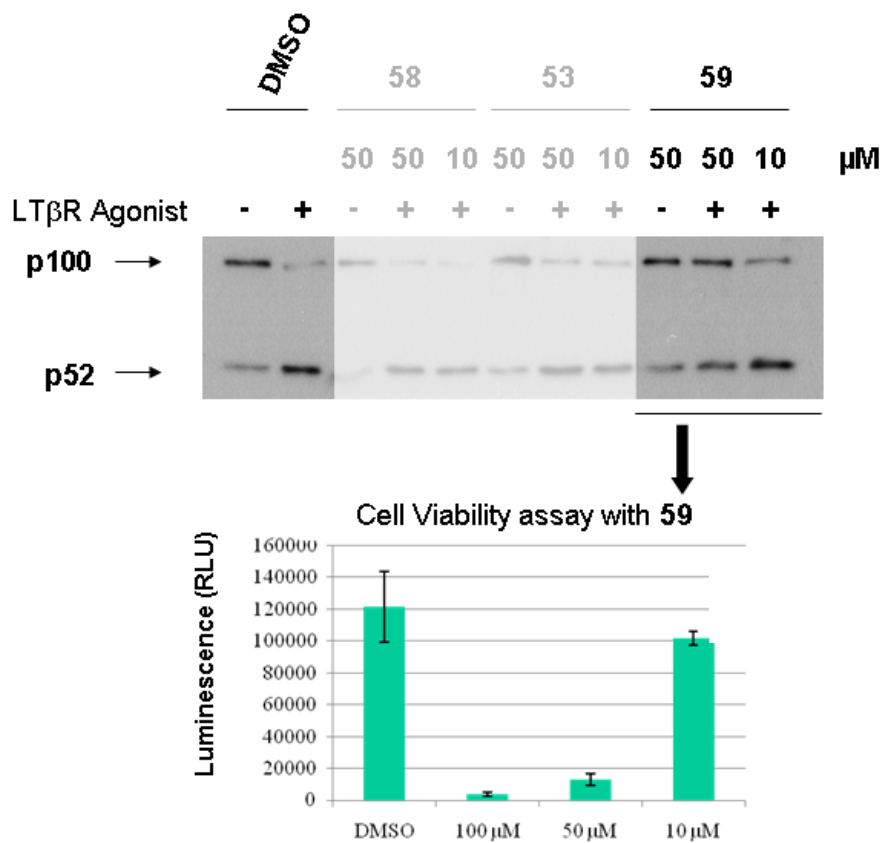 DMSO
58 53 59
50 50 10 50 50 10 50 50 10 µM
LTβR Agonist - + - + + - + + - + +
p100
p52
Cell Viability assay with 59
Luminescence (RLU)
160000
140000
120000
100000
80000
60000
40000
20000
0
DMSO 100 µM 50 µM 10 µM